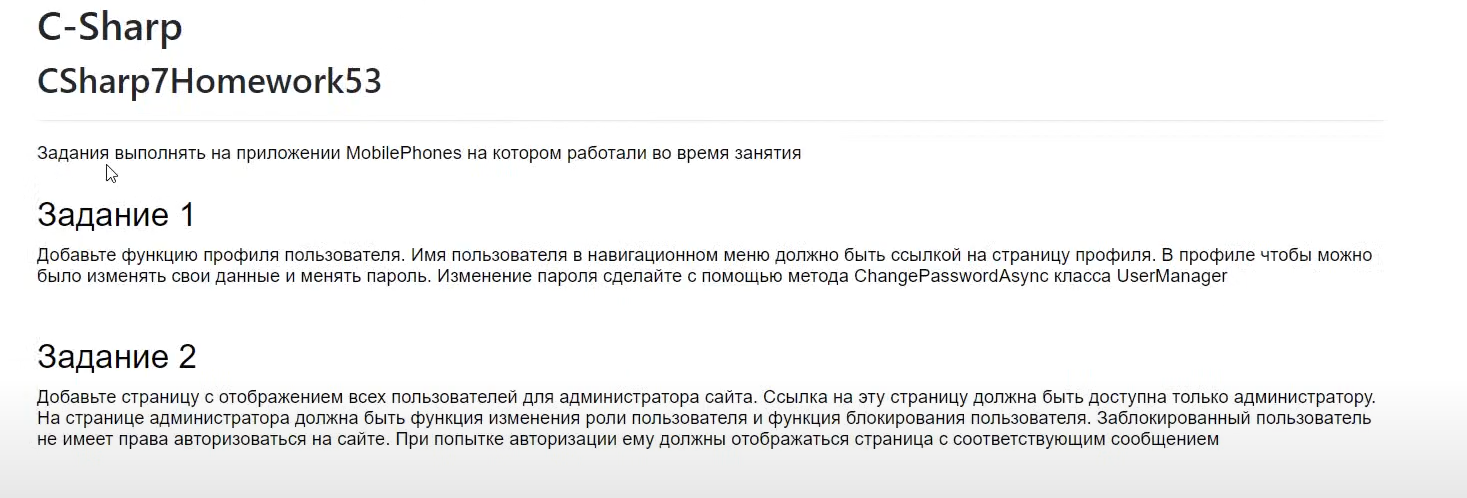 C-Sharp
CSharp7Homework53
Задания выполнять на приложении MobilePhones на котором работали во время занятия
Задание 1
Добавьте функцию профиля пользователя. Имя пользователя в навигационном меню должно быть ссылкой на страницу профиля. В профиле чтобы можно
было изменять свои данные и менять пароль. Изменение пароля сделайте с помощью метода ChangePasswordAsync класса UserManager
Задание 2
Добавьте страницу с отображением всех пользователей для администратора сайта. Ссылка на эту страницу должна быть доступна только администратору.
На странице администратора должна быть функция изменения роли пользователя и функция блокирования пользователя. Заблокированный пользователь
не имеет права авторизоваться на сайте. При попытке авторизации ему должны отображаться страница с соответствующим сообщением